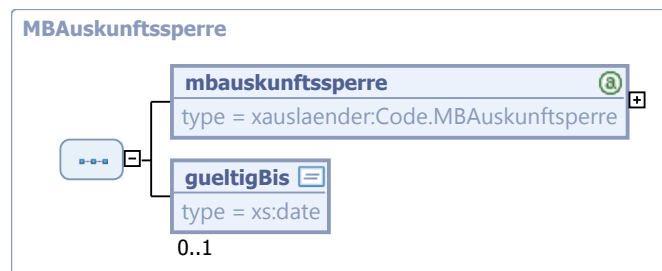 MBAuskunftssperre
mbauskunftssperre
type = xauslaender:Code.MBAuskunftsperre
gueltigBis
type = xs:date
0..1